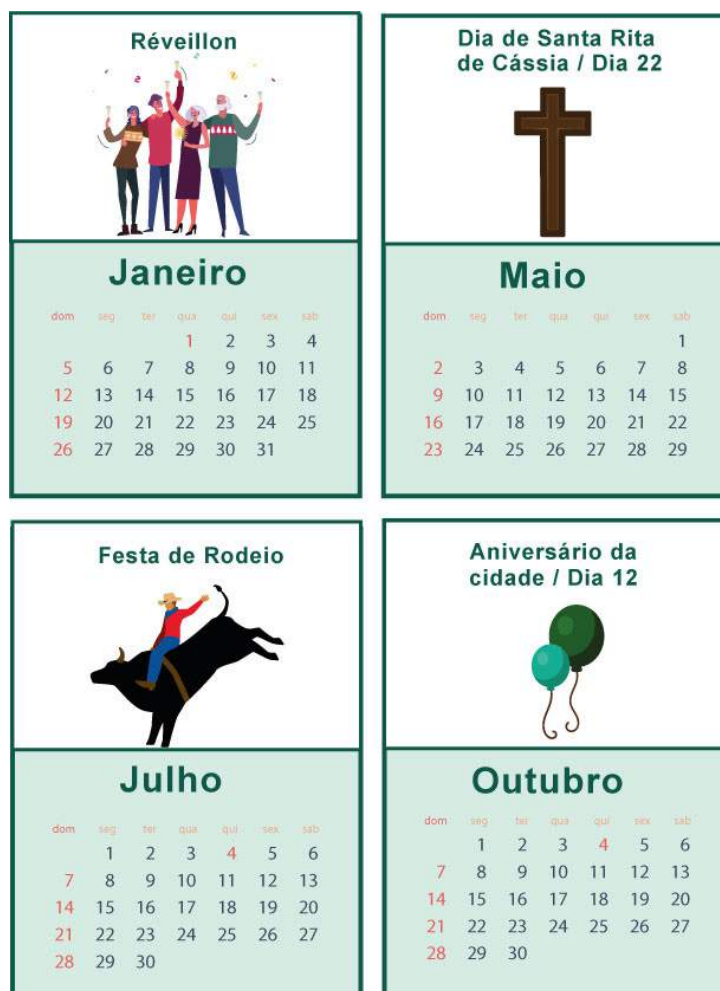 Réveillon
Janeiro
dom seg ter qua qui sex sab
1 2 3 4
5 6 7 8 9 10 11
12 13 14 15 16 17 18
19 20 21 22 23 24 25
26 27 28 29 30 31
Dia de Santa Rita
de Cássia / Dia 22
Maio
dom seg ter qua qui sex sab
1
2 3 4 5 6 7 8
9 10 11 12 13 14 15
16 17 18 19 20 21 22
23 24 25 26 27 28 29
Festa de Rodeio
Julho
dom seg ter qua qui sex sab
1 2 3 4 5 6
7 8 9 10 11 12 13
14 15 16 17 18 19 20
21 22 23 24 25 26 27
28 29 30
Aniversário da
cidade / Dia 12
Outubro
dom seg ter qua qui sex sab
1 2 3 4 5 6
7 8 9 10 11 12 13
14 15 16 17 18 19 20
21 22 23 24 25 26 27
28 29 30